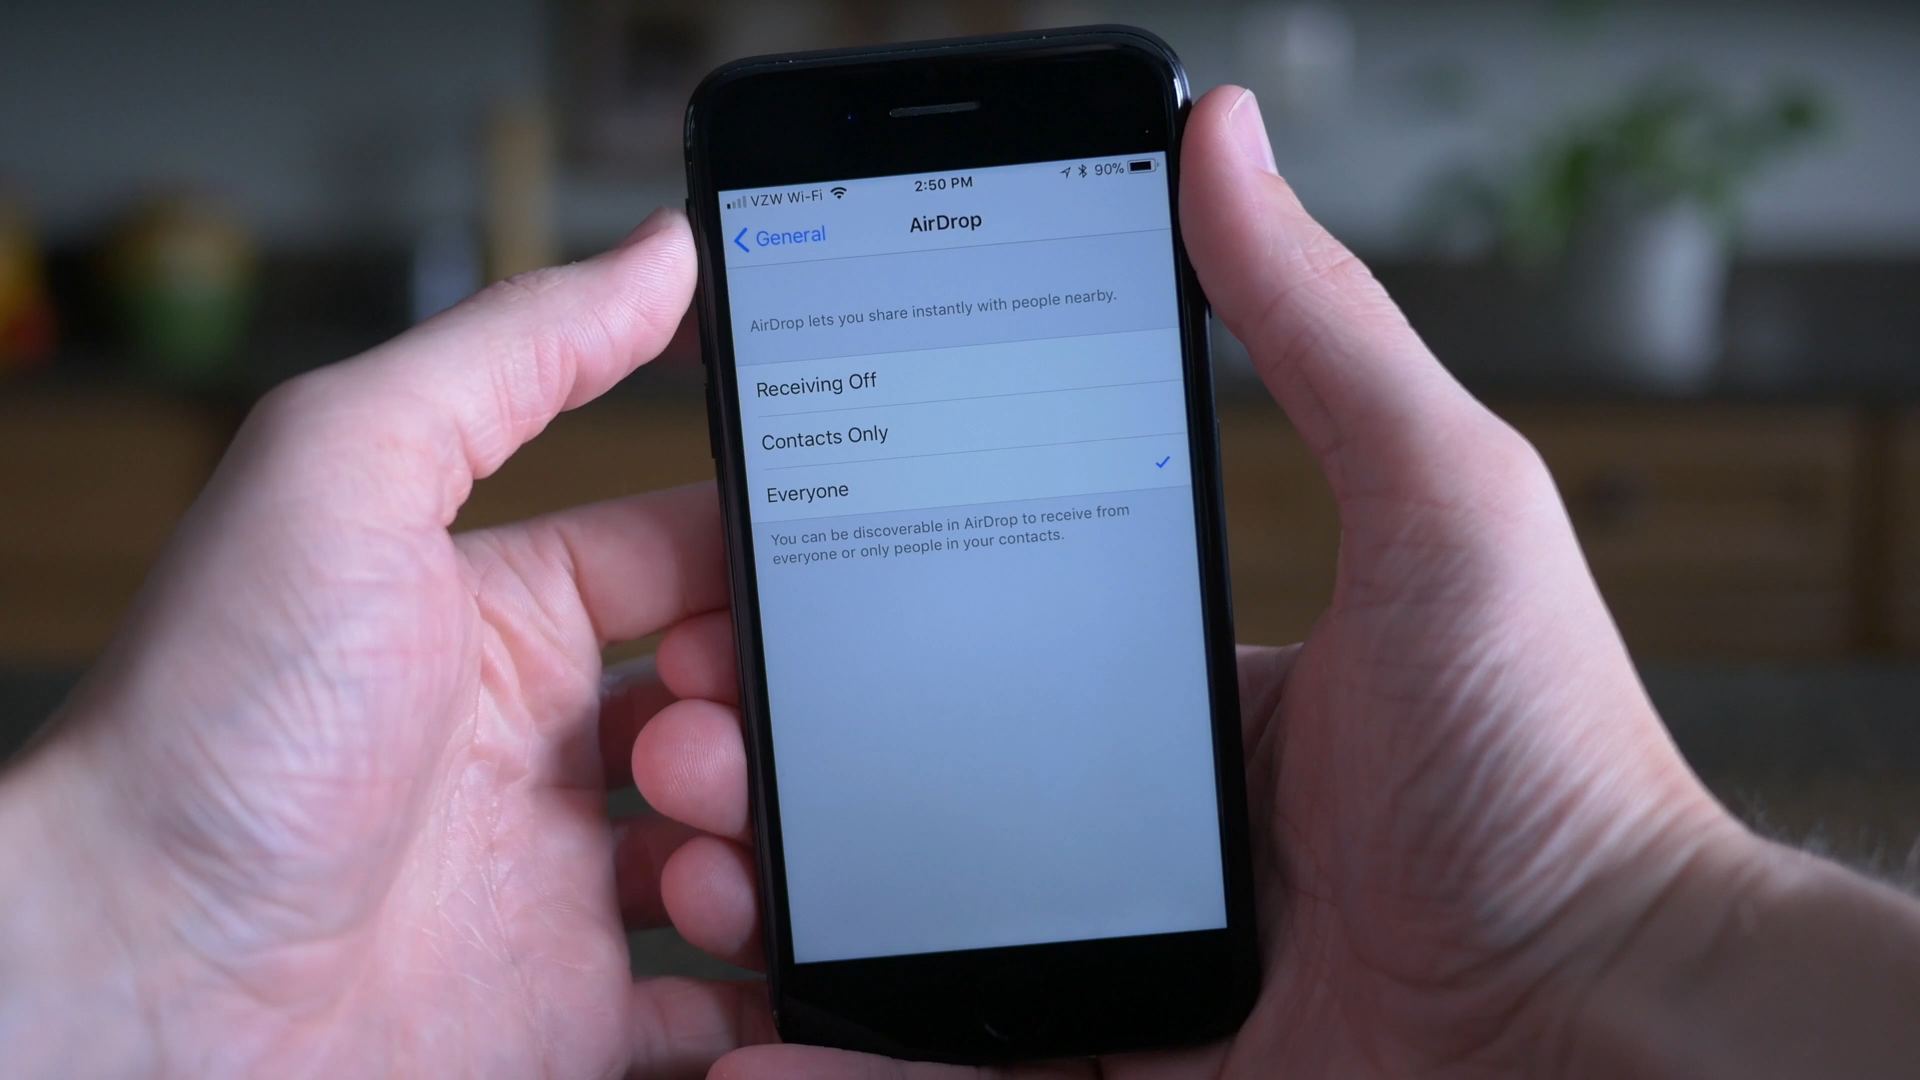 VZW Wi-Fi 2:50 PM 90%
General AirDrop
AirDrop lets you share instantly with people nearby.
Receiving Off
Contacts Only
Everyone
You can be discoverable in AirDrop to receive from
everyone or only people in your contacts.